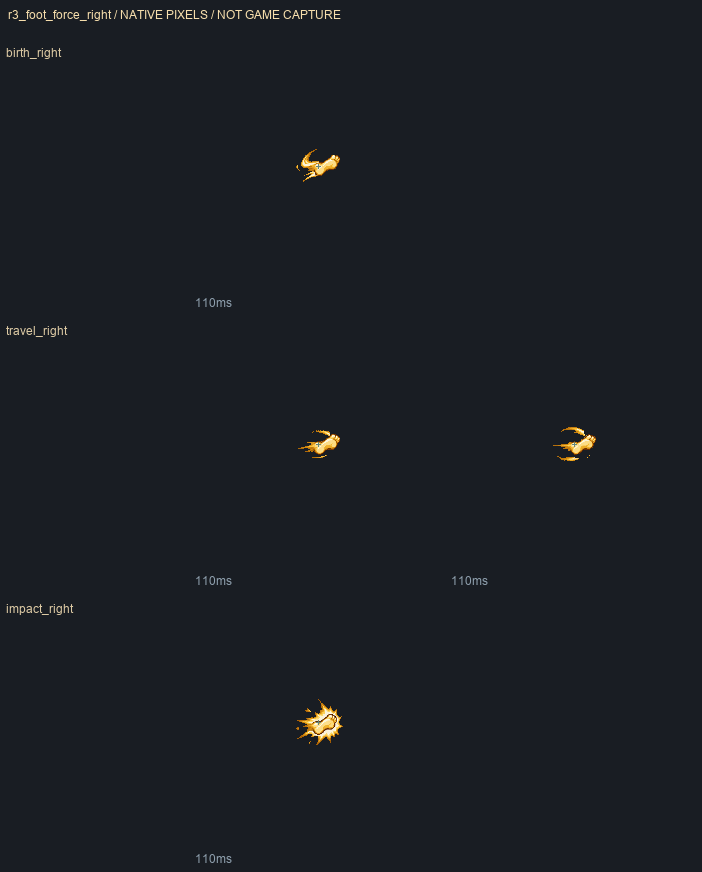 r3_foot_force_right / NATIVE PIXELS / NOT GAME CAPTURE
birth_right
110ms
travel_right
110ms 110ms
impact_right
110ms